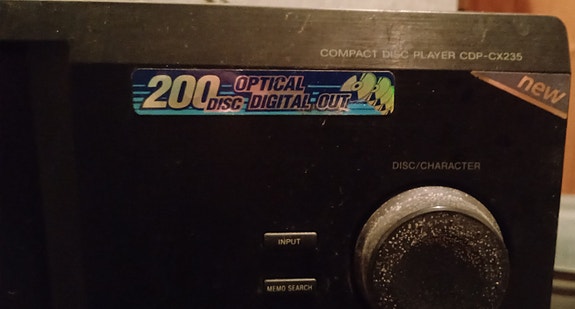 COMPACT DISC PLAYER CDP-CX235
200 OPTICAL
DISC DIGITAL OUT
new
DISC/CHARACTER
INPUT
MEMO SEARCH